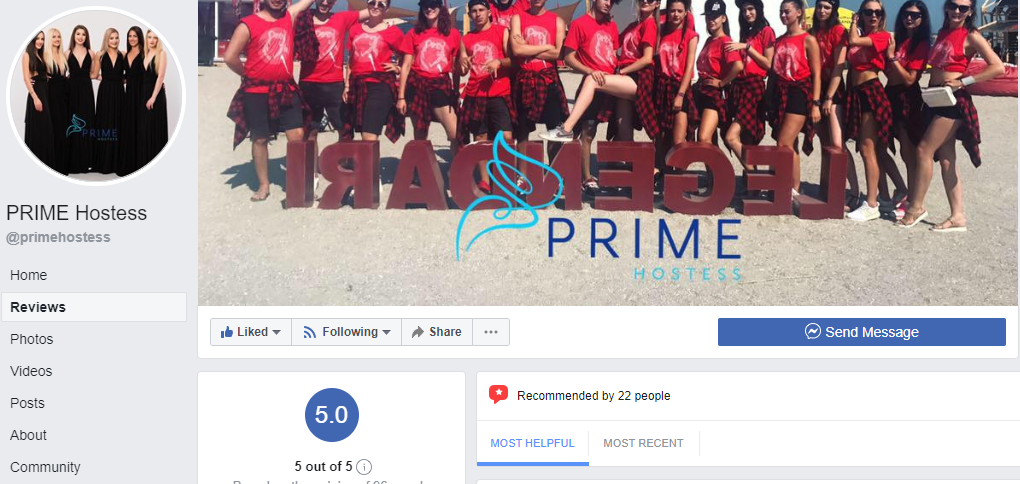 PRIME
HOSTESS
PRIME Hostess
@primehostess
Home
Reviews
Photos
Videos
Posts
About
Community
LEGENDARI
PRIME
HOSTESS
Liked
Following
Share
Send Message
5.0
5 out of 5
Recommended by 22 people
MOST HELPFUL
MOST RECENT